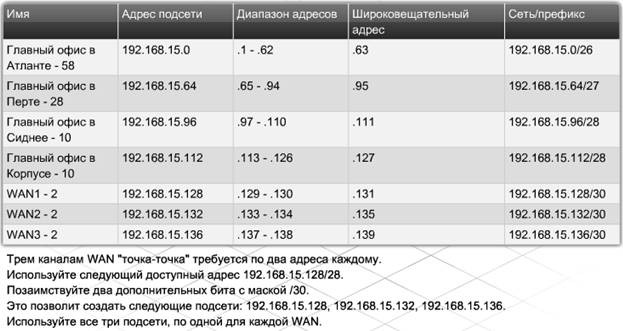 Имя Адрес подсети Диапазон адресов Широковещательный адрес Сеть/префикс
Главный офис в Атланте - 58 192.168.15.0 .1 - .62 .63 192.168.15.0/26
Главный офис в Перте - 28 192.168.15.64 .65 - .94 .95 192.168.15.64/27
Главный офис в Сиднее - 10 192.168.15.96 .97 - .110 .111 192.168.15.96/28
Главный офис в Корпусе - 10 192.168.15.112 .113 - .126 .127 192.168.15.112/28
WAN1 - 2 192.168.15.128 .129 - .130 .131 192.168.15.128/30
WAN2 - 2 192.168.15.132 .133 - .134 .135 192.168.15.132/30
WAN3 - 2 192.168.15.136 .137 - .138 .139 192.168.15.136/30
Трем каналам WAN "точка-точка" требуется по два адреса каждому.
Используйте следующий доступный адрес 192.168.15.128/28.
Позаимствуйте два дополнительных бита с маской /30.
Это позволит создать следующие подсети: 192.168.15.128, 192.168.15.132, 192.168.15.136.
Используйте все три подсети, по одной для каждой WAN.